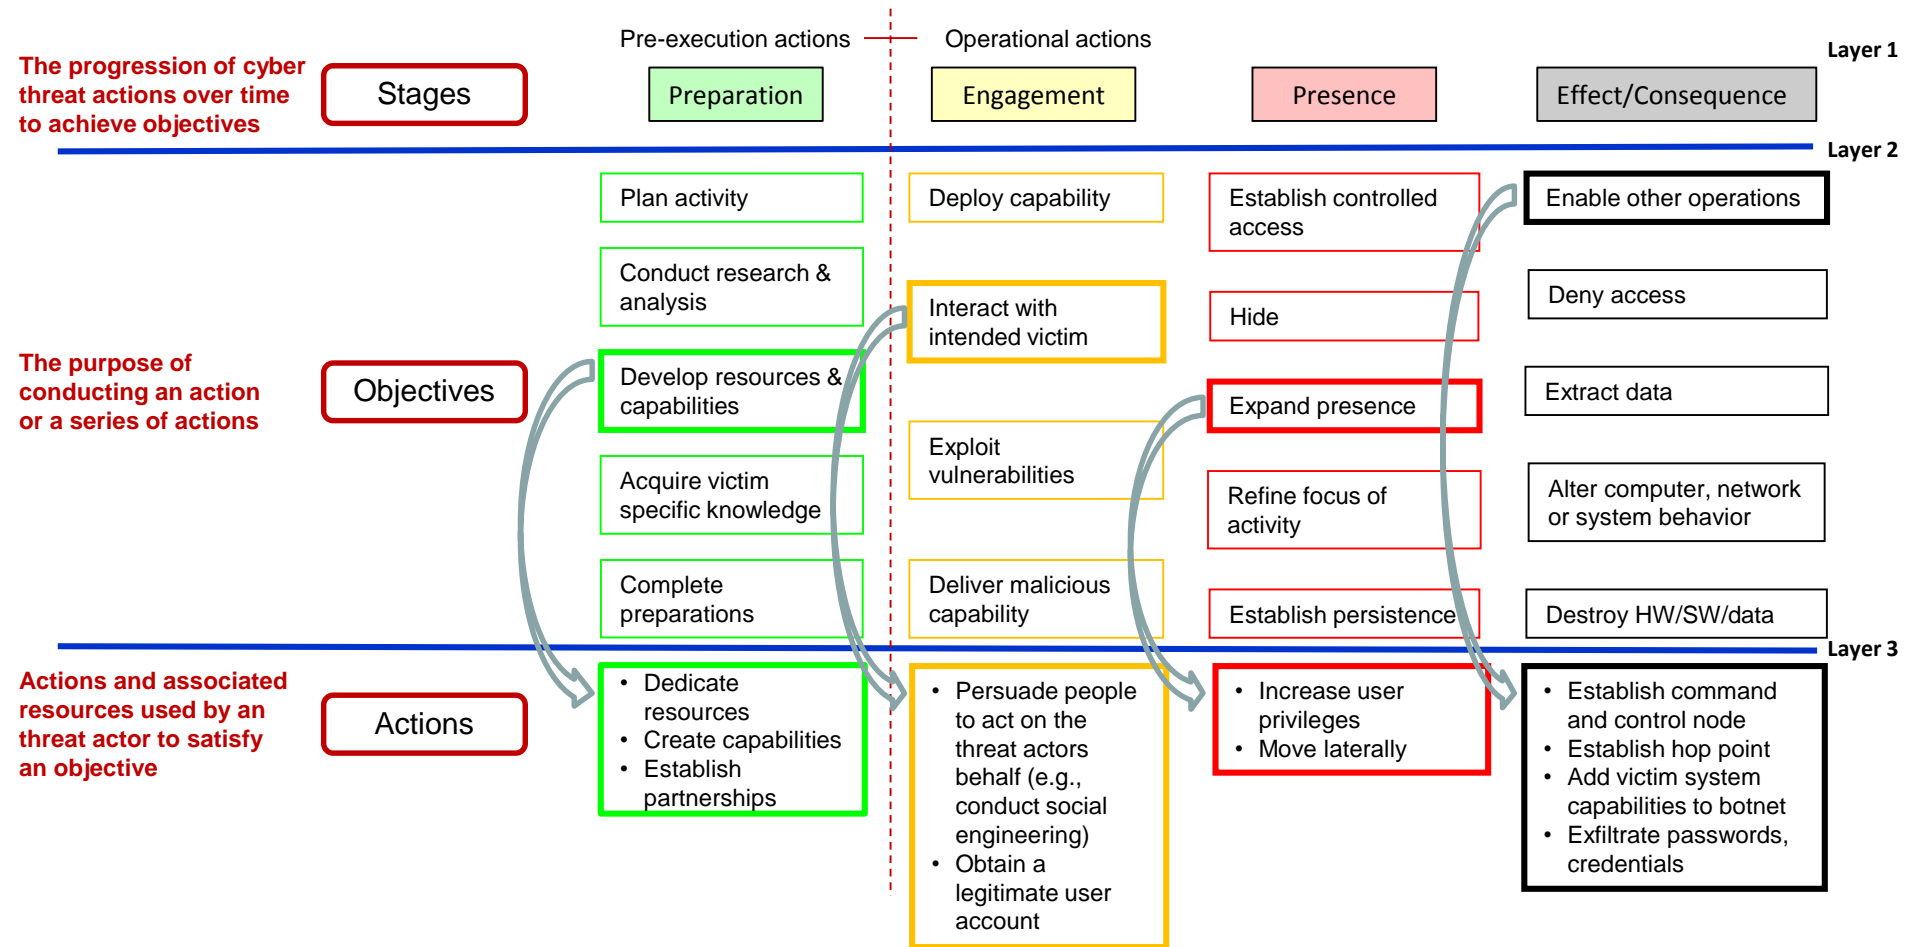 Pre-execution actions
Operational actions
Layer 1
The progression of cyber
threat actions over time
to achieve objectives
Stages
Preparation
Engagement
Presence
Effect/Consequence
Layer 2
The purpose of
conducting an action
or a series of actions
Objectives
Plan activity
Conduct research &
analysis
Develop resources &
capabilities
Acquire victim
specific knowledge
Complete
preparations
Deploy capability
Interact with
intended victim
Exploit
vulnerabilities
Deliver malicious
capability
Establish controlled
access
Hide
Expand presence
Refine focus of
activity
Establish persistence
Enable other operations
Deny access
Extract data
Alter computer, network
or system behavior
Destroy HW/SW/data
Layer 3
Actions and associated
resources used by an
threat actor to satisfy
an objective
Actions
• Dedicate
resources
• Create capabilities
• Establish
partnerships
• Persuade people
to act on the
threat actors
behalf (e.g.,
conduct social
engineering)
• Obtain a
legitimate user
account
• Increase user
privileges
• Move laterally
• Establish command
and control node
• Establish hop point
• Add victim system
capabilities to botnet
• Exfiltrate passwords,
credentials